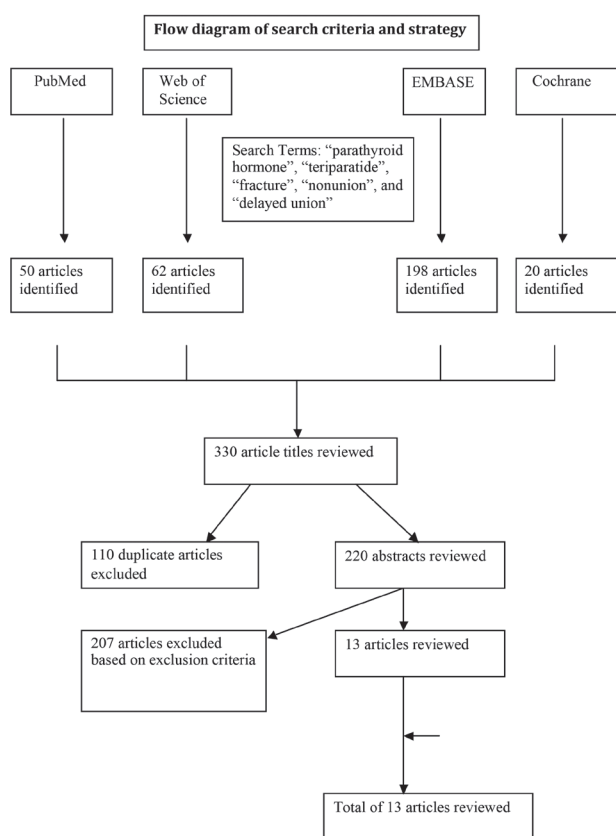 Flow diagram of search criteria and strategy
PubMed
Web of
Science
EMBASE
Cochrane
Search Terms: “parathyroid
hormone”, “teriparatide”,
“fracture”, “nonunion”, and
“delayed union”
50 articles
identified
62 articles
identified
198 articles
identified
20 articles
identified
330 article titles reviewed
110 duplicate articles
excluded
220 abstracts reviewed
207 articles excluded
based on exclusion criteria
13 articles reviewed
Total of 13 articles reviewed